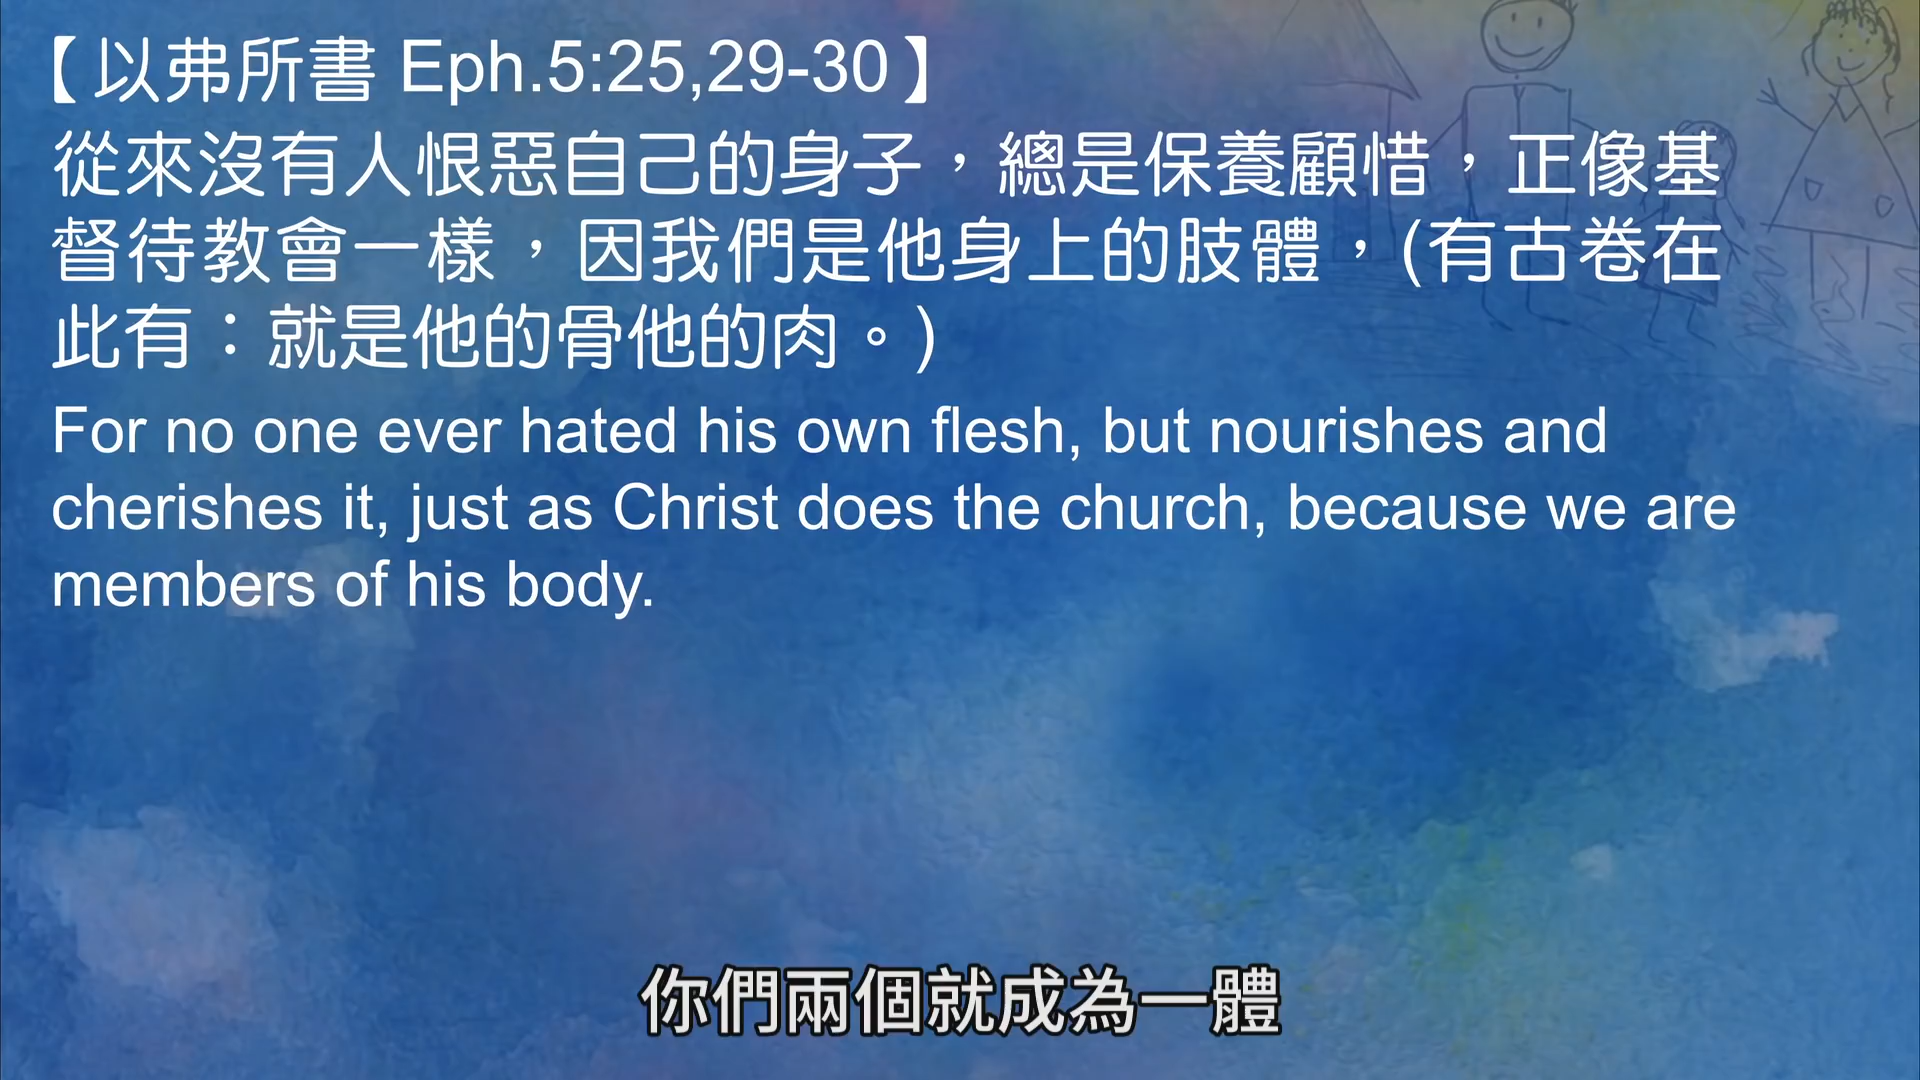 【以弗所書 Eph.5:25,29-30】
從來沒有人恨惡自己的身子，總是保養顧惜，正像基
督待教會一樣，因我們是他身上的肢體，(有古卷在
此有：就是他的骨他的肉。)
For no one ever hated his own flesh, but nourishes and
cherishes it, just as Christ does the church, because we are
members of his body.
你們兩個就成為一體